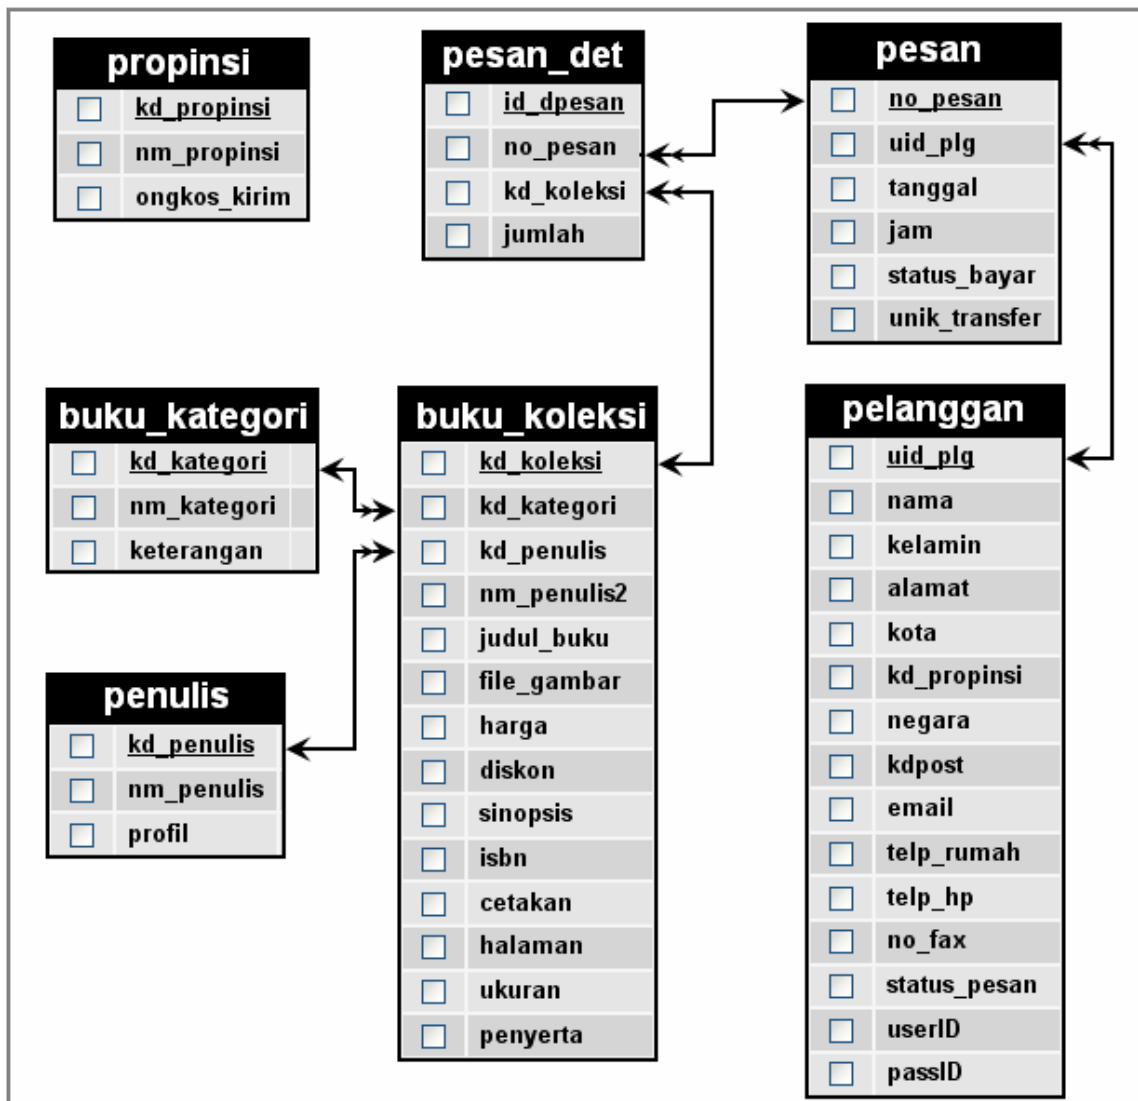 propinsi
kd_propinsi
nm_propinsi
ongkos_kirim
pesan_det
id_dpesan
no_pesan
kd_koleksi
jumlah
pesan
no_pesan
uid_plg
tanggal
jam
status_bayar
unik_transfer
buku_kategori
kd_kategori
nm_kategori
keterangan
buku_koleksi
kd_koleksi
kd_kategori
kd_penulis
nm_penulis2
judul_buku
file_gambar
harga
diskon
sinopsis
isbn
cetakan
halaman
ukuran
penyerta
pelanggan
uid_plg
nama
kelamin
alamat
kota
kd_propinsi
negara
kdpost
email
telp_rumah
telp_hp
no_fax
status_pesan
userID
passID
penulis
kd_penulis
nm_penulis
profil